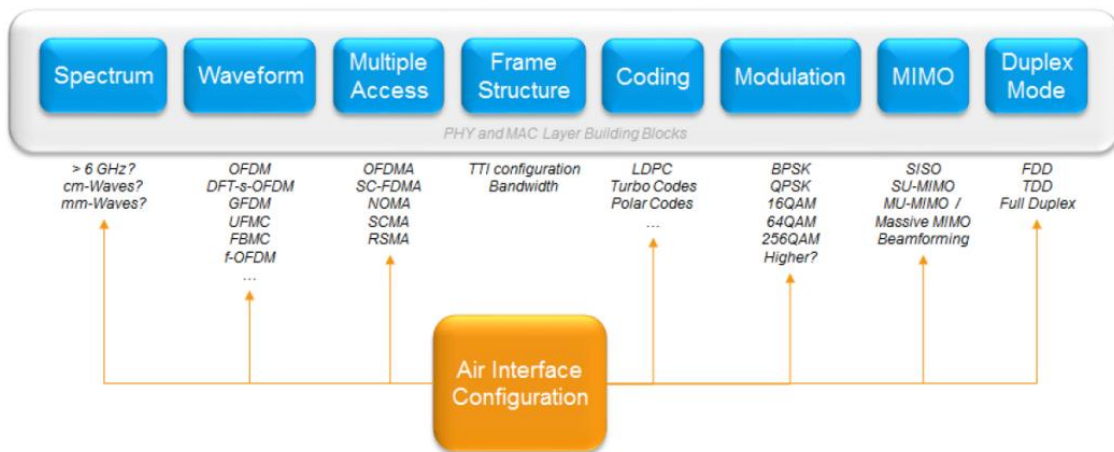 Spectrum
Waveform
Multiple
Access
Frame
Structure
Coding
Modulation
MIMO
Duplex
Mode
PHY and MAC Layer Building Blocks
> 6 GHz?
cm-Waves?
mm-Waves?
OFDM
DFT-s-OFDM
GFDM
UFMC
FBMC
f-OFDM
...
OFDMA
SC-FDMA
NOMA
SCMA
RSMA
TTI configuration
Bandwidth
LDPC
Turbo Codes
Polar Codes
...
BPSK
QPSK
16QAM
64QAM
256QAM
Higher?
SISO
SU-MIMO
MU-MIMO /
Massive MIMO
Beamforming
FDD
TDD
Full Duplex
Air Interface
Configuration